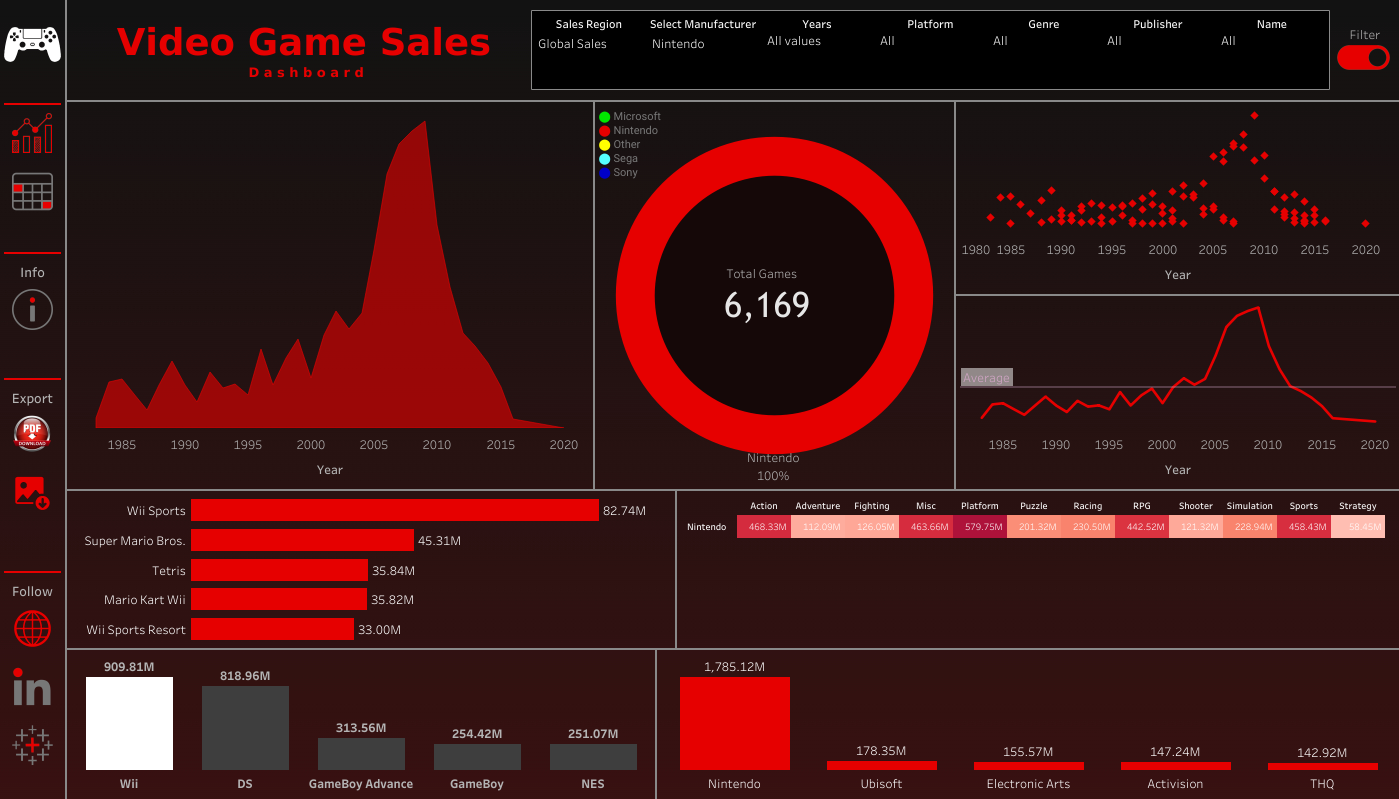 Video Game Sales
Dashboard
Sales Region Select Manufacturer Years Platform Genre Publisher Name
Global Sales Nintendo All values All All All All
Filter
Info
Export
PDF
DOWNLOAD
Follow
in
1985 1990 1995 2000 2005 2010 2015 2020
Year
Microsoft
Nintendo
Other
Sega
Sony
Total Games
6,169
Nintendo
100%
1980 1985 1990 1995 2000 2005 2010 2015 2020
Year
Average
1985 1990 1995 2000 2005 2010 2015 2020
Year
Wii Sports 82.74M
Super Mario Bros. 45.31M
Tetris 35.84M
Mario Kart Wii 35.82M
Wii Sports Resort 33.00M
Action Adventure Fighting Misc Platform Puzzle Racing RPG Shooter Simulation Sports Strategy
Nintendo 468.33M 112.09M 126.05M 463.66M 579.75M 201.32M 230.50M 442.52M 121.32M 228.94M 458.43M 58.45M
909.81M 818.96M 313.56M 254.42M 251.07M
Wii DS GameBoy Advance GameBoy NES
1,785.12M 178.35M 155.57M 147.24M 142.92M
Nintendo Ubisoft Electronic Arts Activision THQ